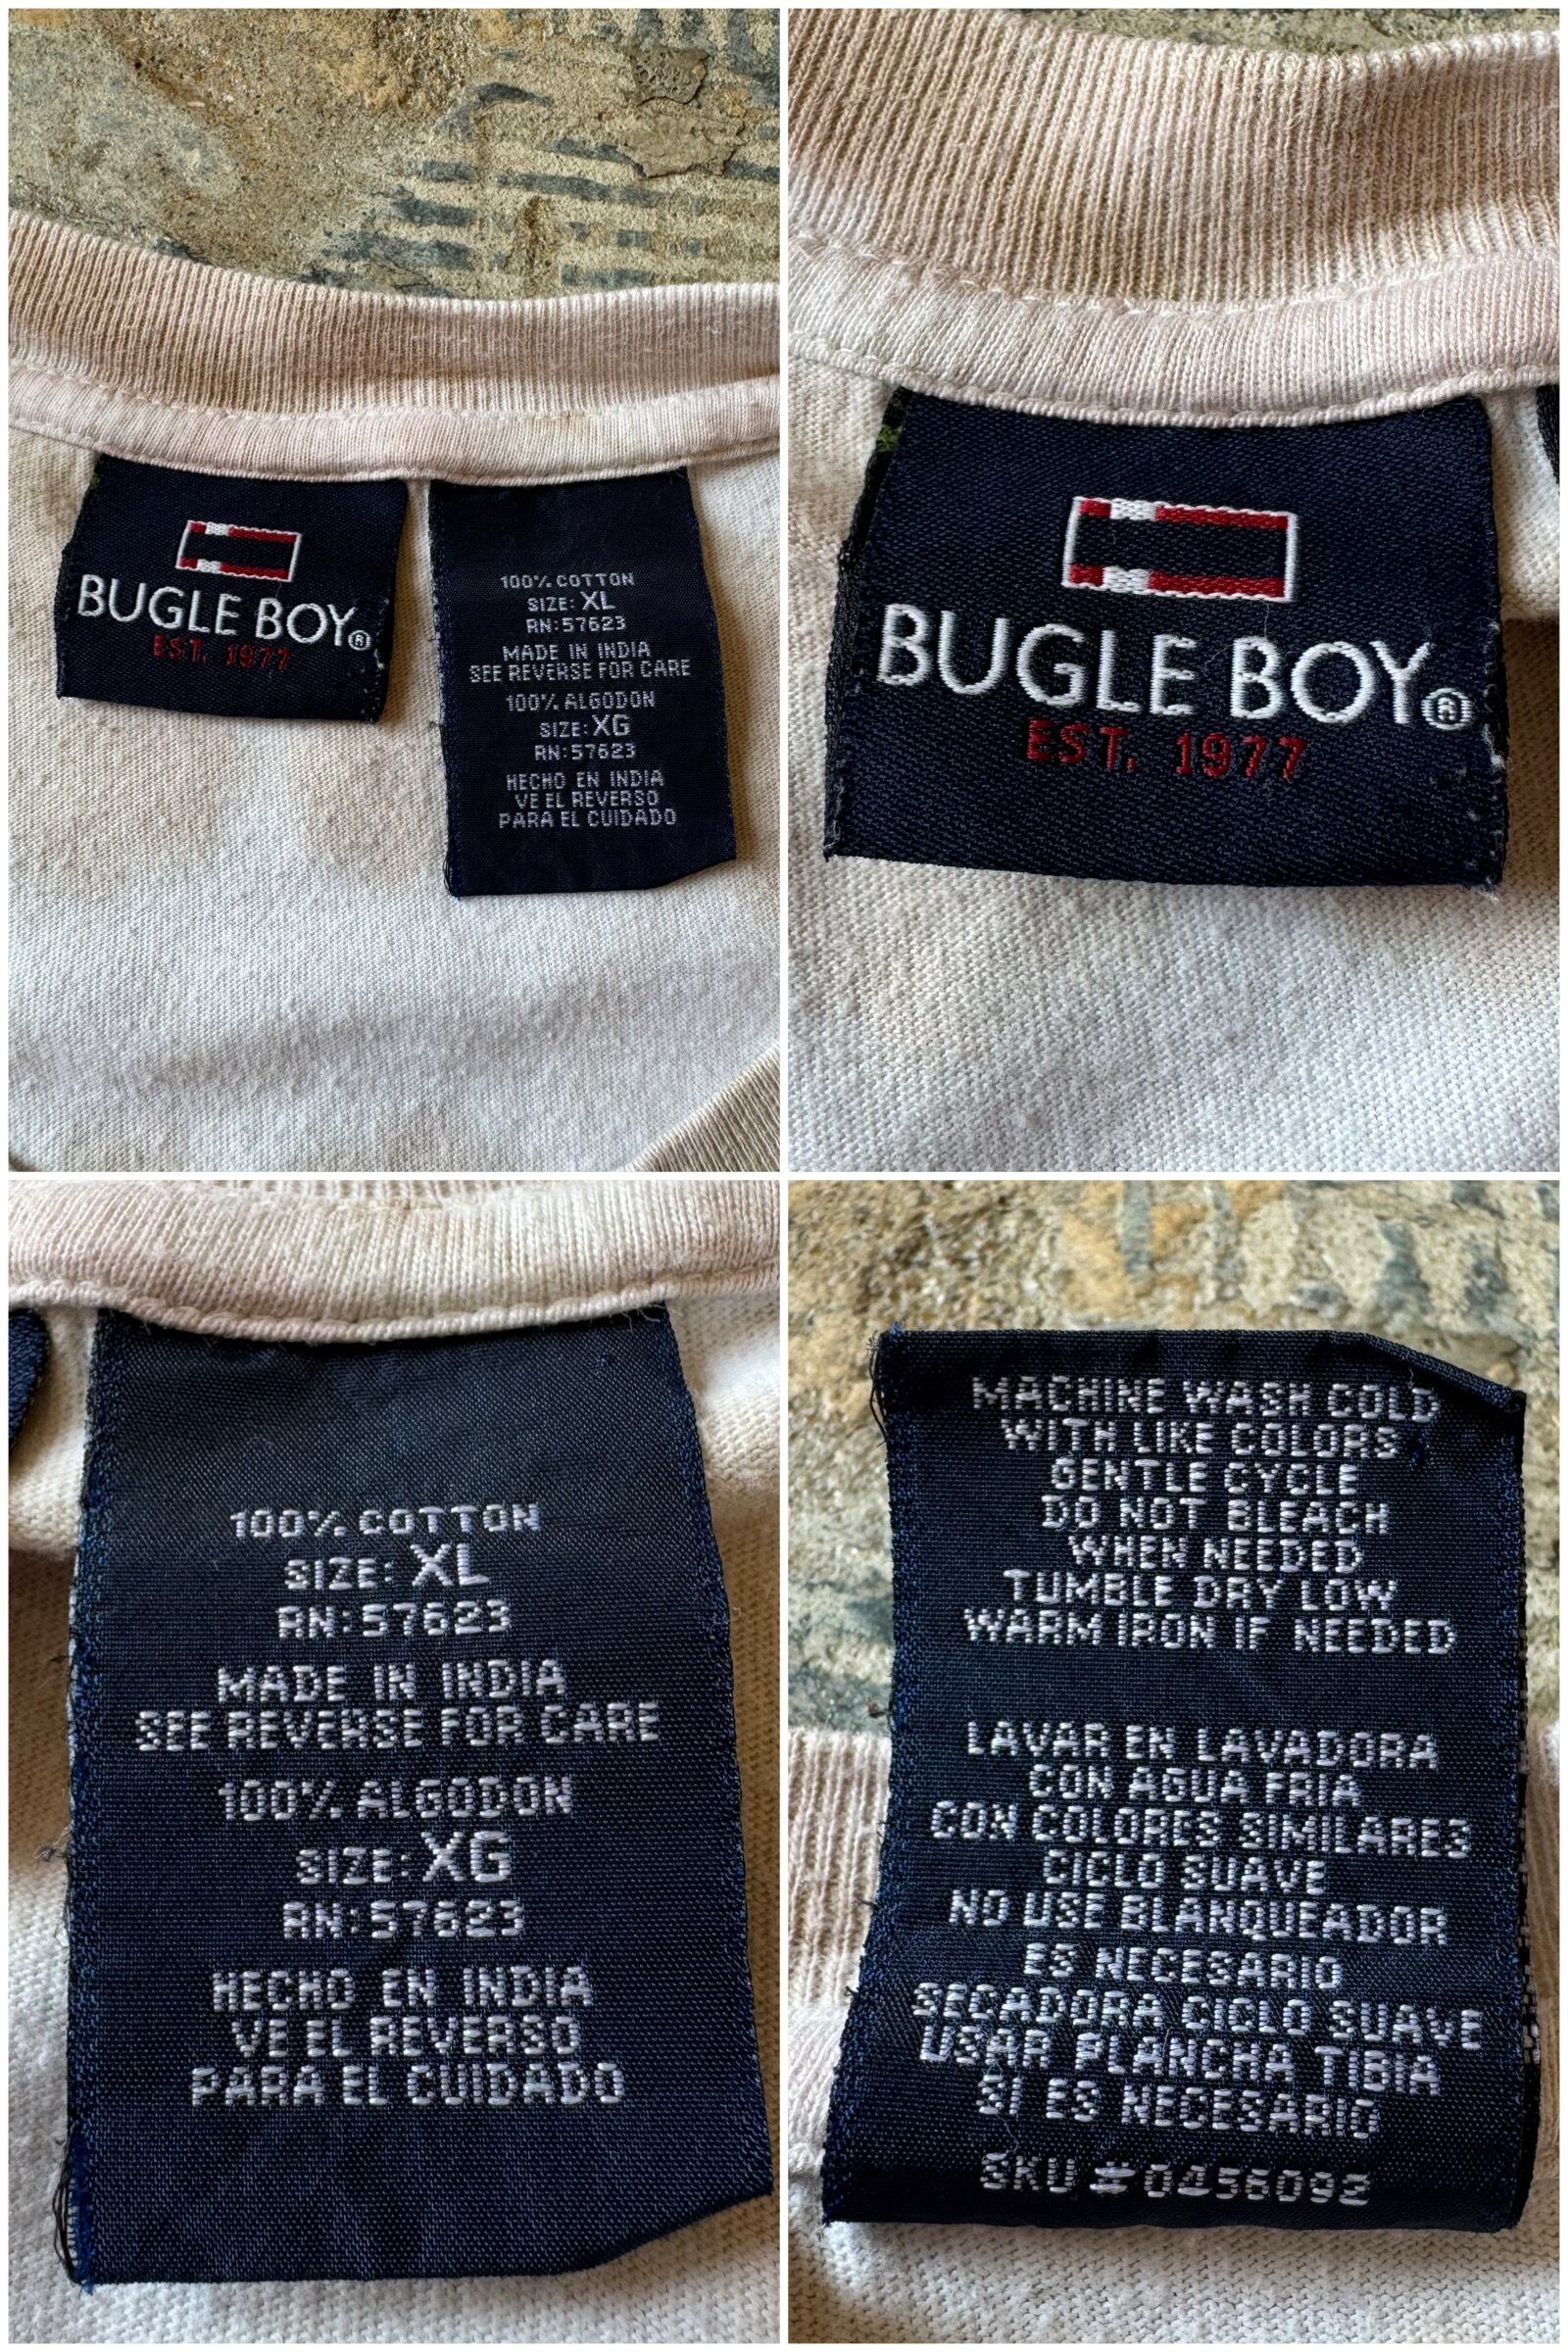 BUGLE BOY®
EST. 1977
100% COTTON
SIZE: XL
RN:57623
MADE IN INDIA
SEE REVERSE FOR CARE
100% ALGODON
SIZE: XG
RN:57623
HECHO EN INDIA
VE EL REVERSO
PARA EL CUIDADO
BUGLE BOY®
EST. 1977
100% COTTON
SIZE: XL
RN:57623
MADE IN INDIA
SEE REVERSE FOR CARE
100% ALGODON
SIZE: XG
RN:57623
HECHO EN INDIA
VE EL REVERSO
PARA EL CUIDADO
MACHINE WASH COLD
WITH LIKE COLORS
GENTLE CYCLE
DO NOT BLEACH
WHEN NEEDED
TUMBLE DRY LOW
WARM IRON IF NEEDED
LAVAR EN LAVADORA
CON AGUA FRIA
CON COLORES SIMILARES
CICLO SUAVE
NO USE BLANQUEADOR
ES NECESARIO
SECADORA CICLO SUAVE
USAR PLANCHA TIBIA
SI ES NECESARIO
SKU #0456092